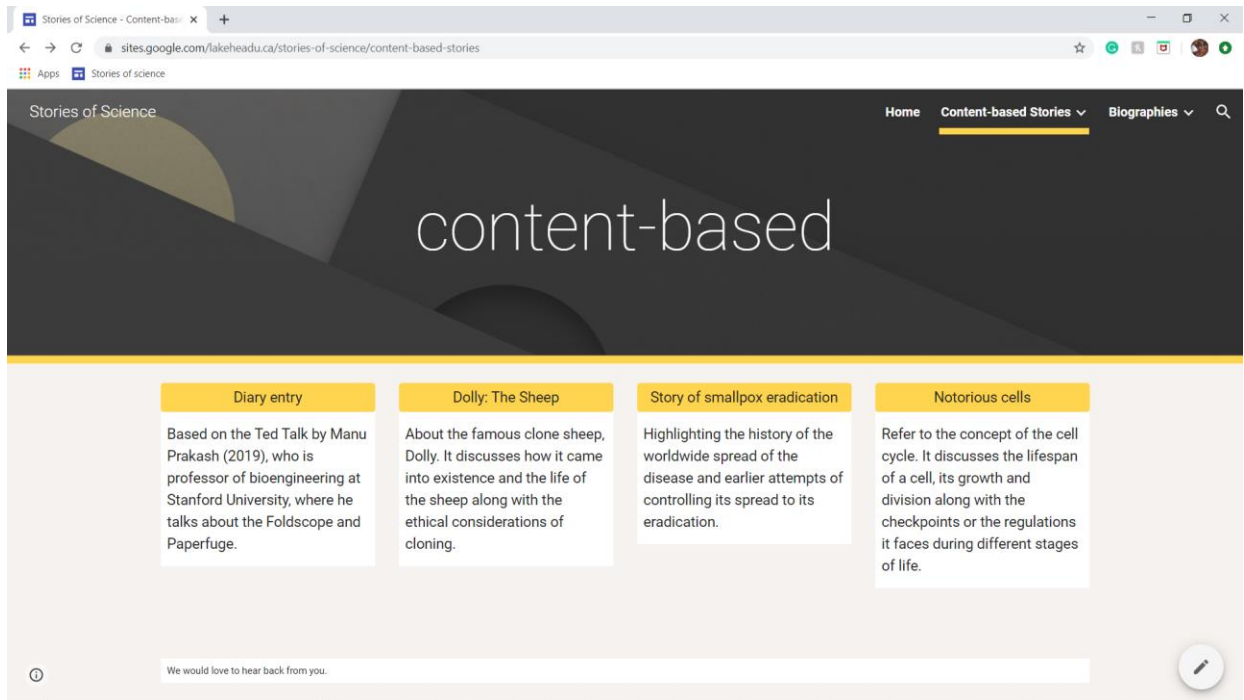 Stories of Science - Content-bas
sites.google.com/lakeheadu.ca/stories-of-science/content-based-stories
Apps Stories of science
Stories of Science
Home Content-based Stories Biographies
content-based
Diary entry
Based on the Ted Talk by Manu
Prakash (2019), who is
professor of bioengineering at
Stanford University, where he
talks about the Foldscope and
Paperfuge.
Dolly: The Sheep
About the famous clone sheep,
Dolly. It discusses how it came
into existence and the life of
the sheep along with the
ethical considerations of
cloning.
Story of smallpox eradication
Highlighting the history of the
worldwide spread of the
disease and earlier attempts of
controlling its spread to its
eradication.
Notorious cells
Refer to the concept of the cell
cycle. It discusses the lifespan
of a cell, its growth and
division along with the
checkpoints or the regulations
it faces during different stages
of life.
We would love to hear back from you.